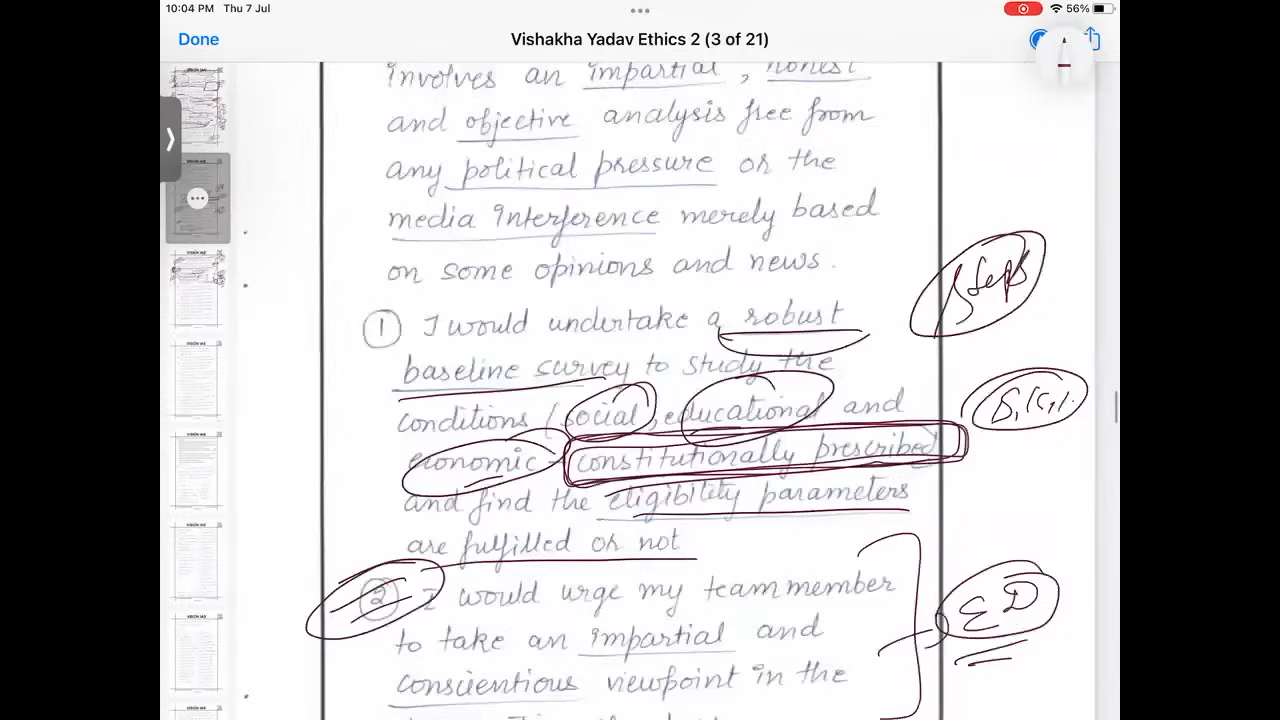 10:04 PM Thu 7 Jul
56%
Done
Vishakha Yadav Ethics 2 (3 of 21)
involves an impartial, honest
and objective analysis free from
any political pressure or the
media interference merely based
on some opinions and news.
① I would undertake a robust
baseline survey to study the
conditions (social, educational and
economic - constitutionally prescribed
and find the eligibility parameters
are fulfilled or not
② I would urge my team member
to take an impartial and
conscientious viewpoint in the